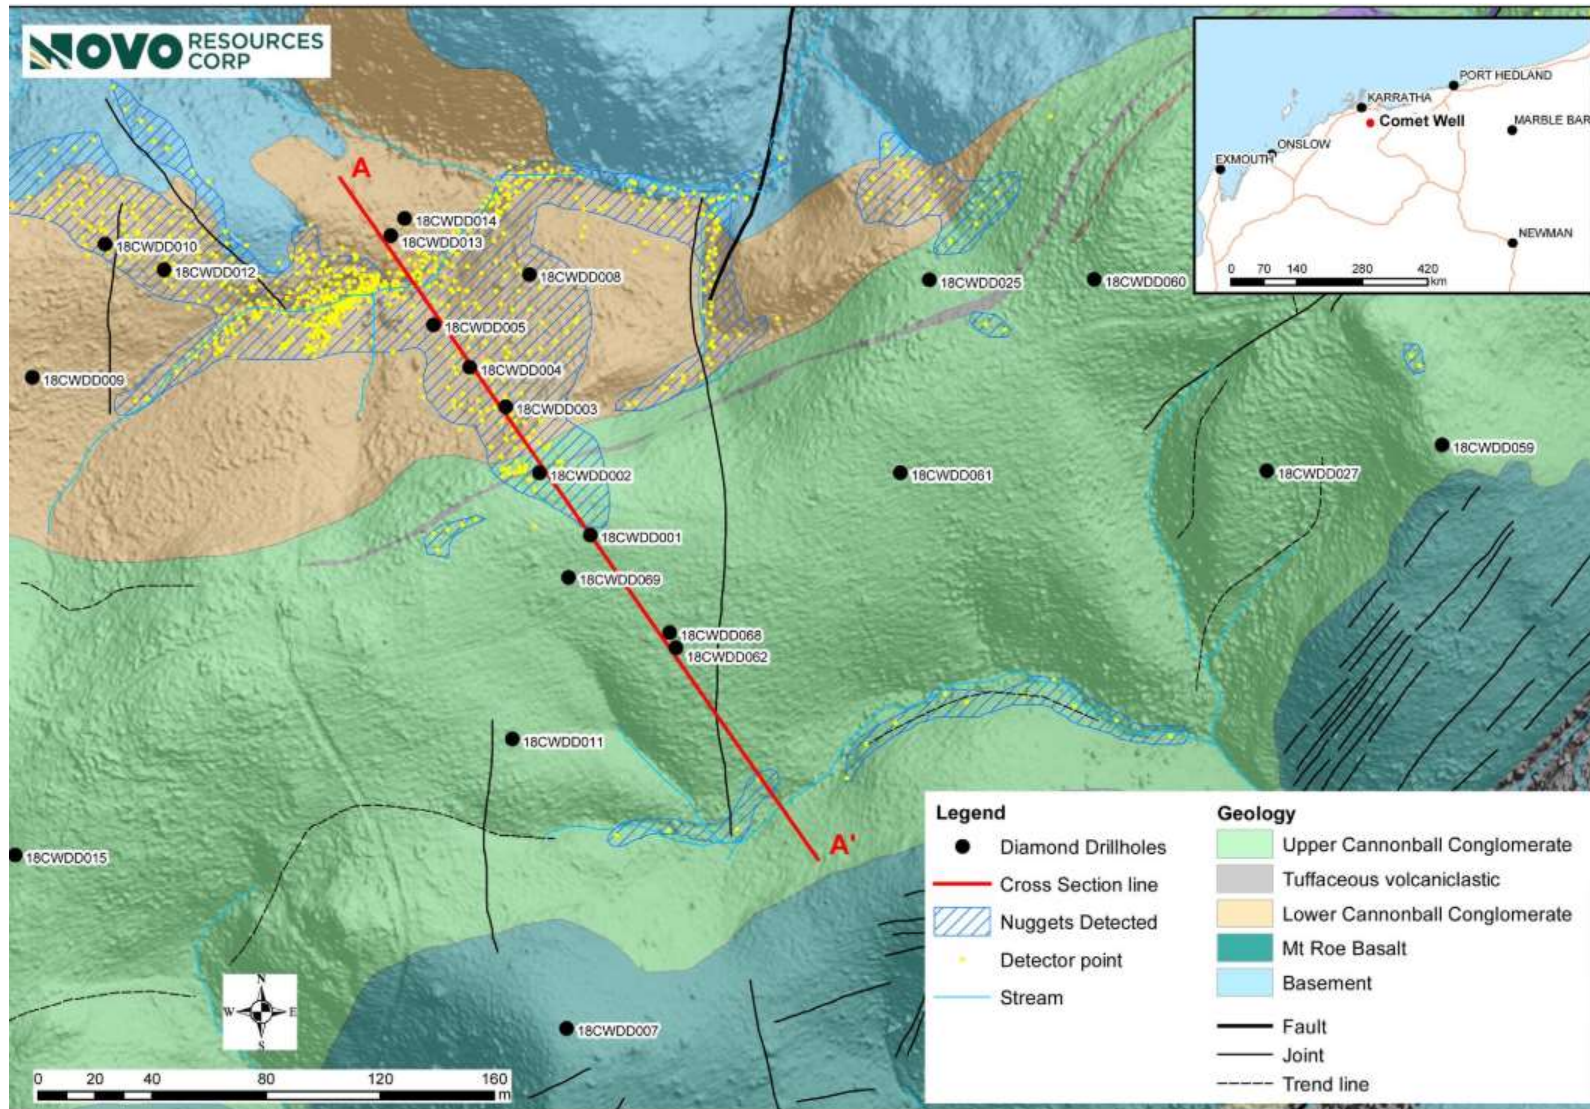 NOVO RESOURCES
CORP
PORT HEDLAND
KARRATHA
Comet Well
MARBLE BAR
ONSLOW
EXMOUTH
NEWMAN
0 70 140 280 420
km
A
18CWDD014
18CWDD013
18CWDD010
18CWDD012
18CWDD008
18CWDD025
18CWDD060
18CWDD005
18CWDD004
18CWDD009
18CWDD003
18CWDD059
18CWDD002
18CWDD061
18CWDD027
18CWDD001
18CWDD069
18CWDD068
18CWDD062
18CWDD011
A'
18CWDD015
18CWDD007
N
W E
S
0 20 40 80 120 160
m
Legend
Diamond Drillholes
Cross Section line
Nuggets Detected
Detector point
Stream
Geology
Upper Cannonball Conglomerate
Tuffaceous volcaniclastic
Lower Cannonball Conglomerate
Mt Roe Basalt
Basement
Fault
Joint
Trend line